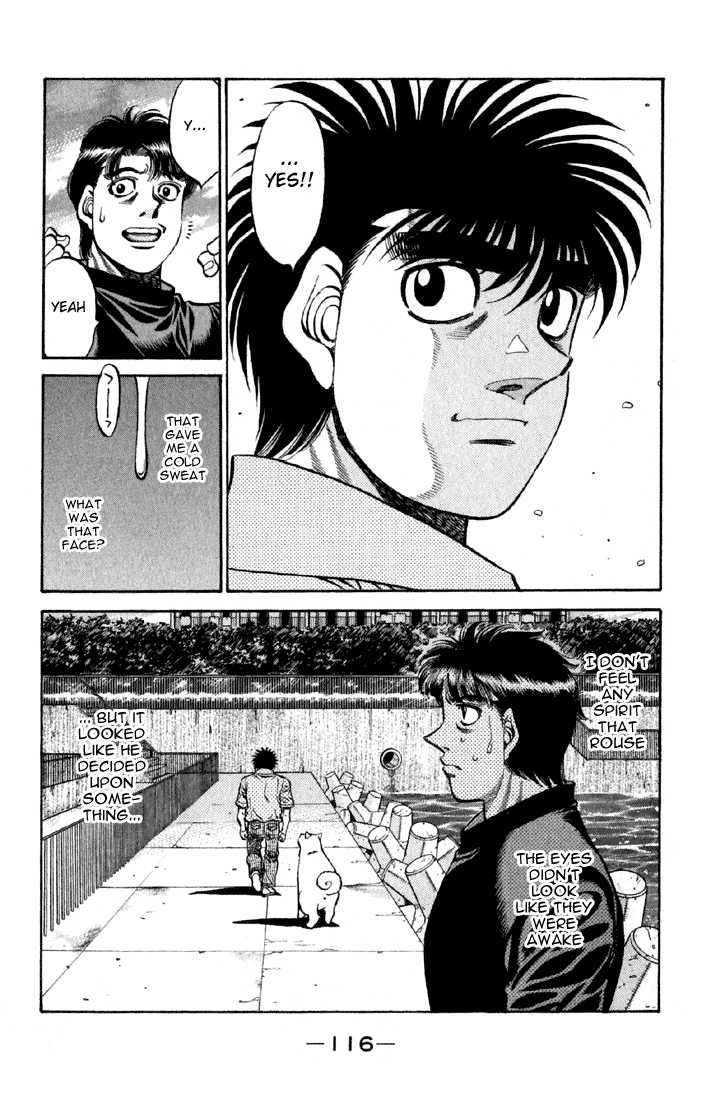 ...
YES!!
Y...
YEAH
THAT
GAVE
ME A
COLD
SWEAT
WHAT
WAS
THAT
FACE?
I DON'T
FEEL
ANY
SPIRIT
THAT
ROUSE
THE EYES
DIDN'T
LOOK
LIKE THEY
WERE
AWAKE
... BUT IT
LOOKED
LIKE HE
DECIDED
UPON
SOME-
THING...
—116—